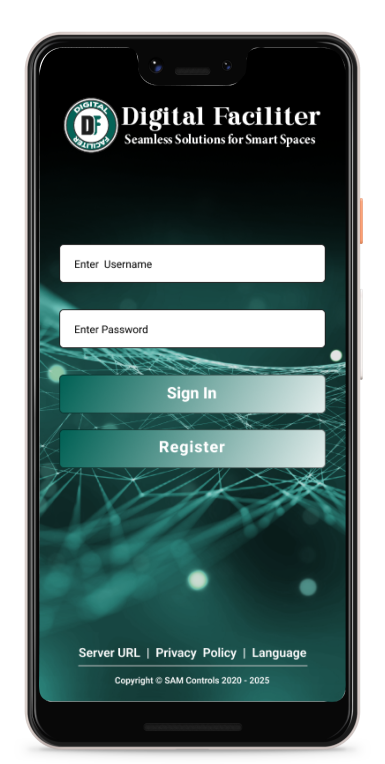 DIGITAL
DF
FACILITER
Digital Faciliter
Seamless Solutions for Smart Spaces
Enter Username
Enter Password
Sign In
Register
Server URL | Privacy Policy | Language
Copyright © SAM Controls 2020 - 2025